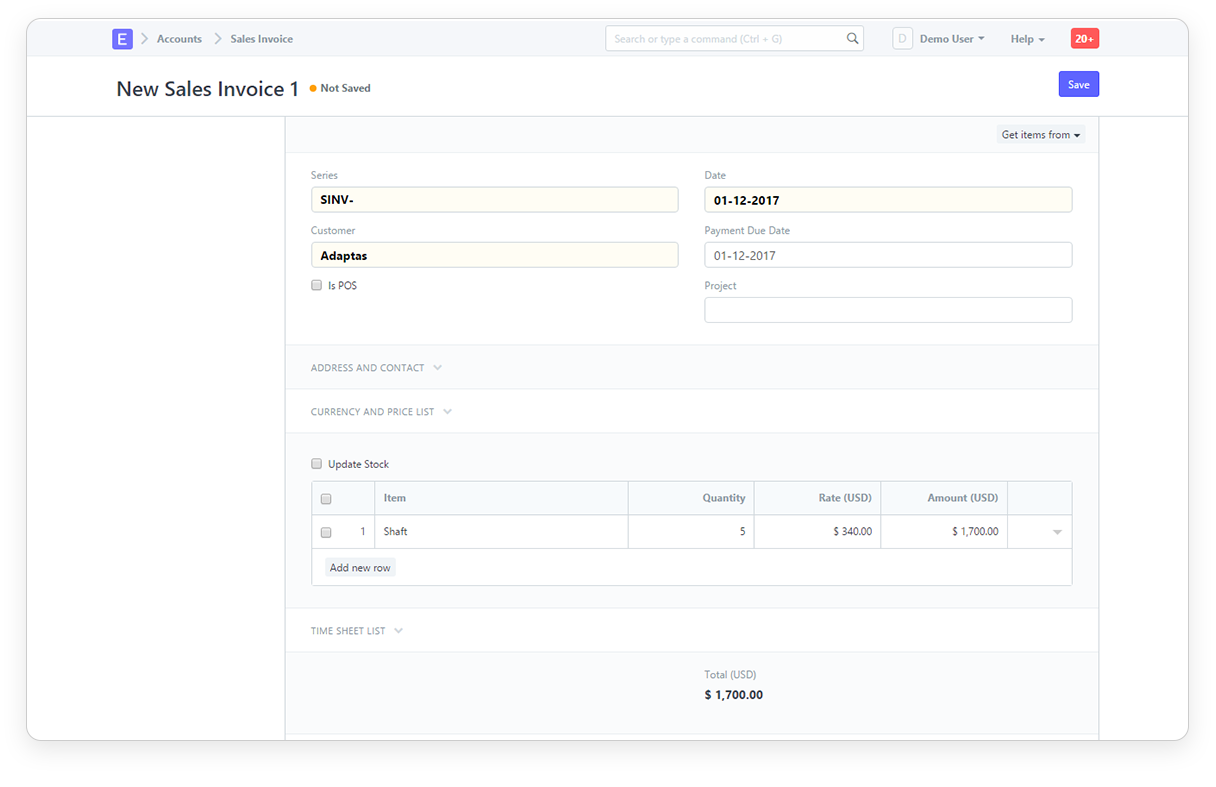 E Accounts Sales Invoice Search or type a command (Ctrl + G) D Demo User Help 20+
New Sales Invoice 1 Not Saved Save
Get items from
Series Date
SINV- 01-12-2017
Customer Payment Due Date
Adaptas 01-12-2017
Is POS Project
ADDRESS AND CONTACT
CURRENCY AND PRICE LIST
Update Stock
Item Quantity Rate (USD) Amount (USD)
1 Shaft 5 $ 340.00 $ 1,700.00
Add new row
TIME SHEET LIST
Total (USD)
$ 1,700.00